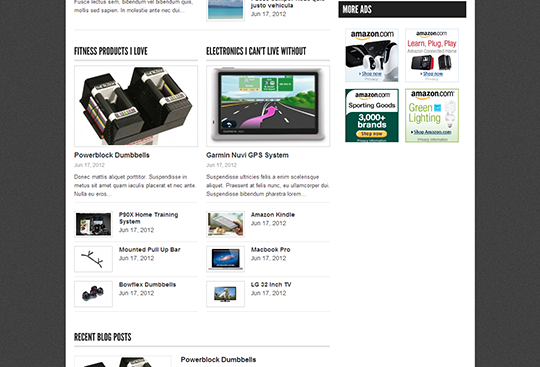 Fusce lectus sem, bibendum vel bibendum quis,
mollis sed sapien. In molestie ante nec dui...
justo vehicula
Jun 17, 2012
MORE ADS
amazon.com
Shop now
Privacy
amazon.com
Learn, Plug, Play
Amazon Connected Home
Shop now
Privacy
amazon.com
Sporting Goods
3,000+
brands
Shop now
Privacy Information
amazon.com
Green
Lighting
Shop Amazon.com
Privacy Information
FITNESS PRODUCTS I LOVE
Powerblock Dumbbells
Jun 17, 2012
Donec mattis aliquet porttitor. Suspendisse in
metus sit amet quam iaculis placerat et nec ante.
Nulla eu eros...
P90X Home Training
System
Jun 17, 2012
Mounted Pull Up Bar
Jun 17, 2012
Bowflex Dumbbells
Jun 17, 2012
ELECTRONICS I CAN'T LIVE WITHOUT
Garmin Nuvi GPS System
Jun 17, 2012
Suspendisse ultricies felis a enim scelerisque
aliquet. Praesent at felis nunc, eu ullamcorper dui.
Suspendisse bibendum pharetra lorem...
Amazon Kindle
Jun 17, 2012
Macbook Pro
Jun 17, 2012
LG 32 Inch TV
Jun 17, 2012
RECENT BLOG POSTS
Powerblock Dumbbells